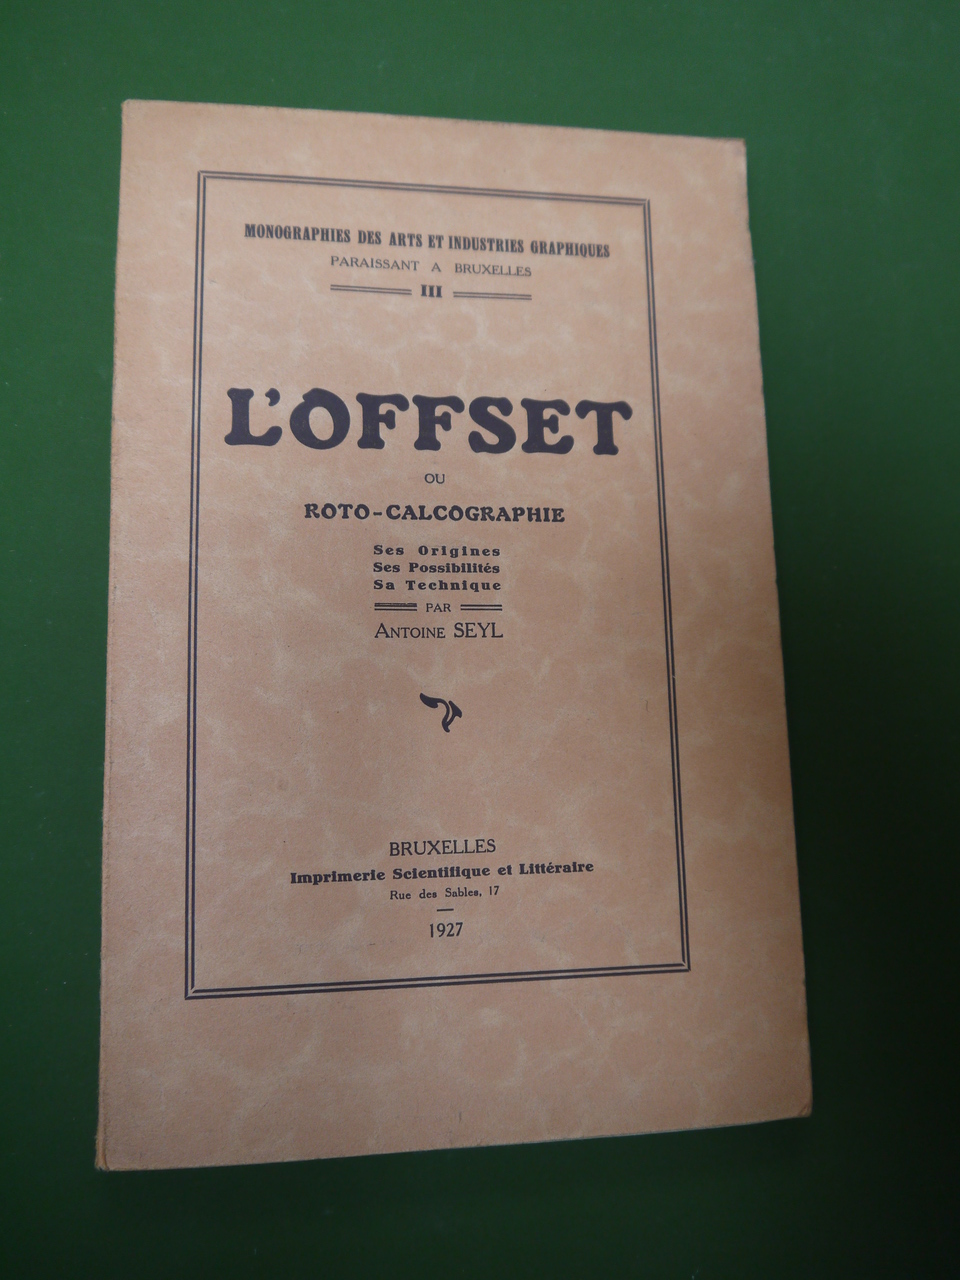 MONOGRAPHIES DES ARTS ET INDUSTRIES GRAPHIQUES
PARAISSANT A BRUXELLES
III
L'OFFSET
OU
ROTO-CALCOGRAPHIE
Ses Origines
Ses Possibilités
Sa Technique
PAR
ANTOINE SEYL
BRUXELLES
Imprimerie Scientifique et Littéraire
Rue des Sables, 17
1927